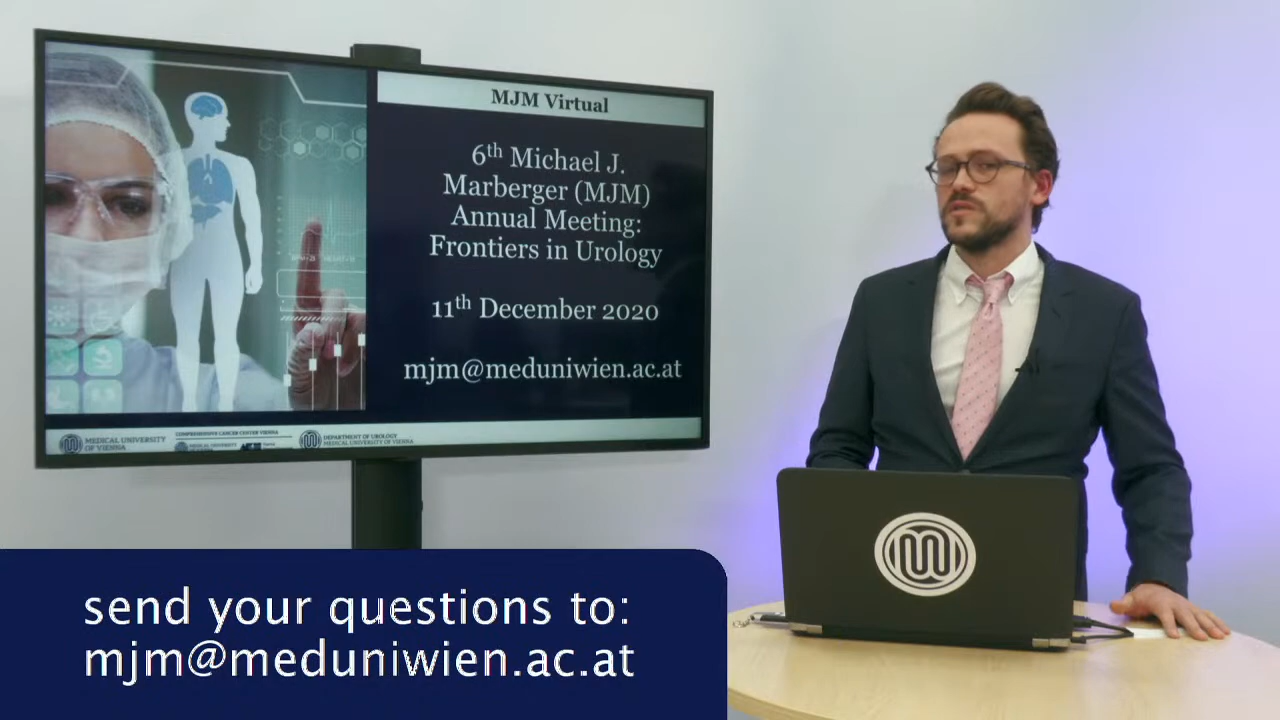 MJM Virtual
6th Michael J.
Marberger (MJM)
Annual Meeting:
Frontiers in Urology
11th December 2020
mjm@meduniwien.ac.at
MEDICAL UNIVERSITY
OF VIENNA
COMPREHENSIVE CANCER CENTER VIENNA
MEDICAL UNIVERSITY
DEPARTMENT OF UROLOGY
MEDICAL UNIVERSITY OF VIENNA
send your questions to:
mjm@meduniwien.ac.at